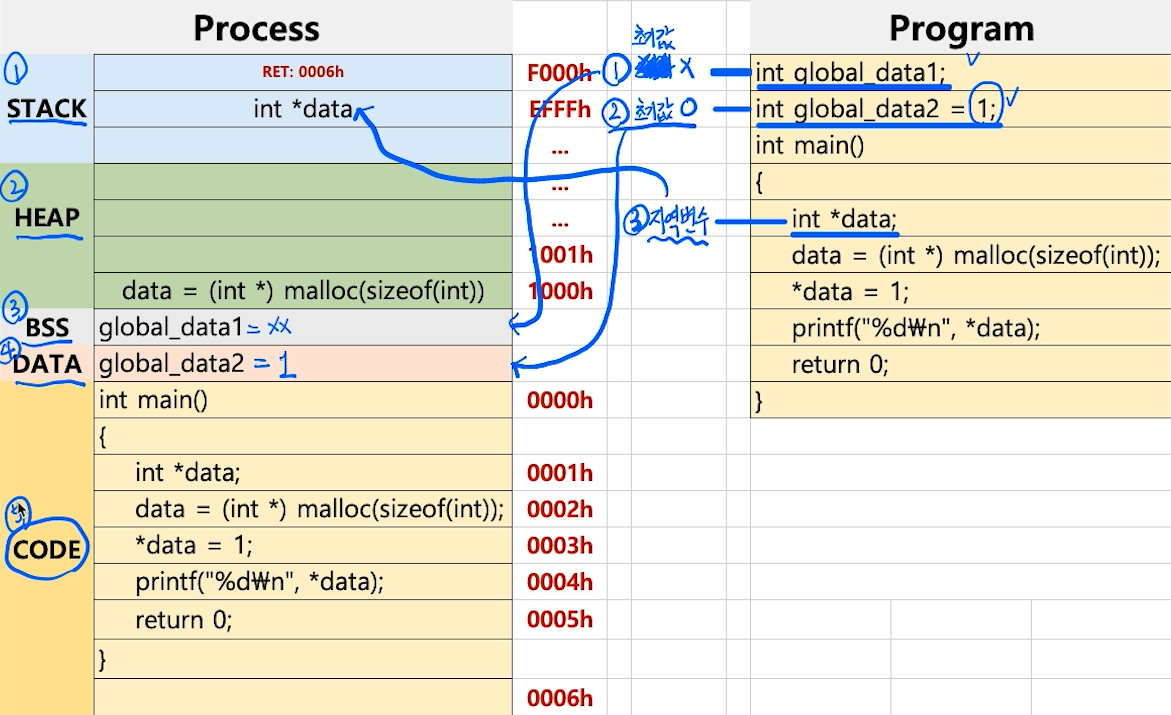 Process
Program
초기값
① RET: 0006h F000h ① X int global_data1; ✓
STACK int *data EFFFh ② 초기값 O int global_data2 = 1; ✓
... int main()
② ... {
HEAP ... ③ 지역변수 int *data;
1001h data = (int *) malloc(sizeof(int));
data = (int *) malloc(sizeof(int)) 1000h *data = 1;
③ BSS global_data1 = xx printf("%d₩n", *data);
④ DATA global_data2 = 1 return 0;
int main() 0000h }
{
int *data; 0001h
data = (int *) malloc(sizeof(int)); 0002h
⑤ CODE *data = 1; 0003h
printf("%d₩n", *data); 0004h
return 0; 0005h
}
0006h